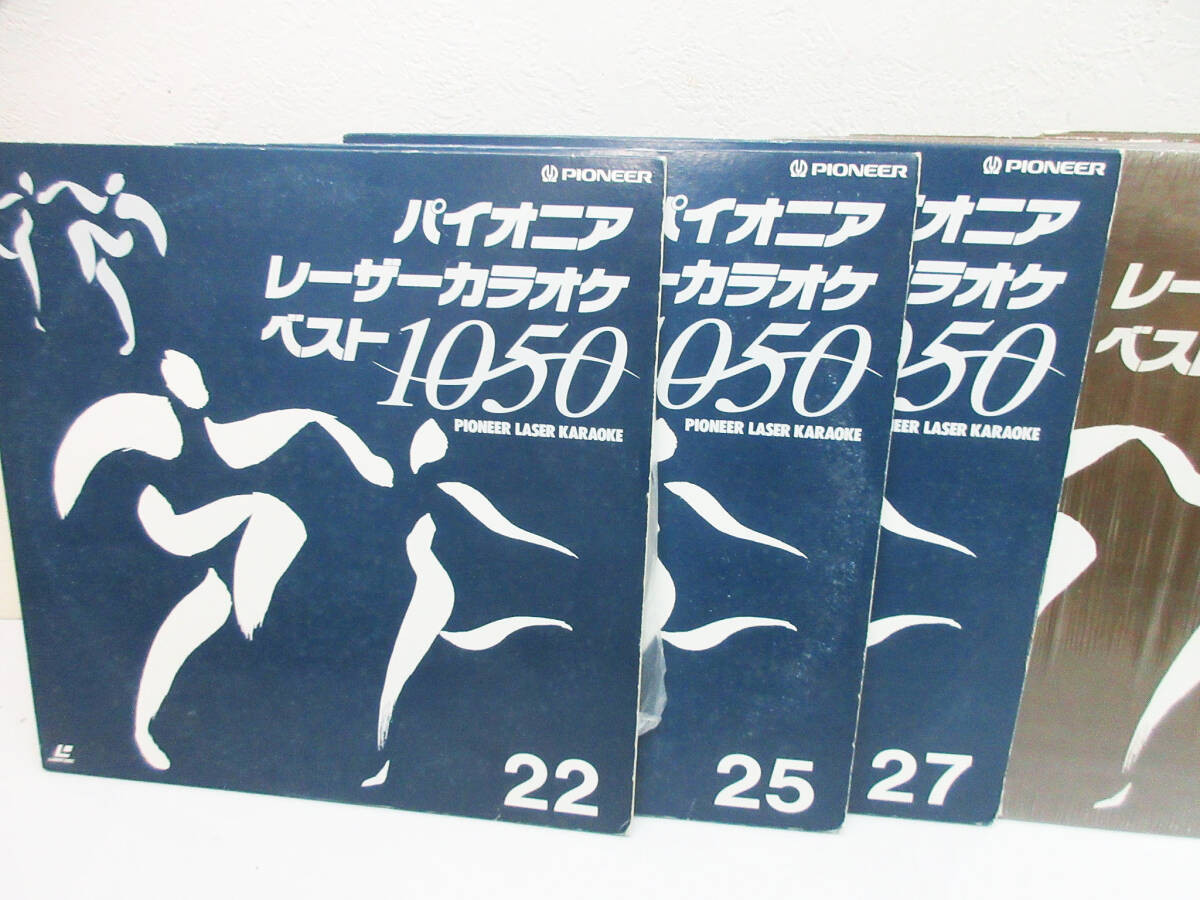 PIONEER
パイオニア
レーザーカラオケ
ベスト1050
PIONEER LASER KARAOKE
22
PIONEER
パイオニア
ーカラオケ
1050
PIONEER LASER KARAOKE
25
PIONEER
イオニア
カラオケ
050
NEER LASER KARAOKE
27
レー
ベスト